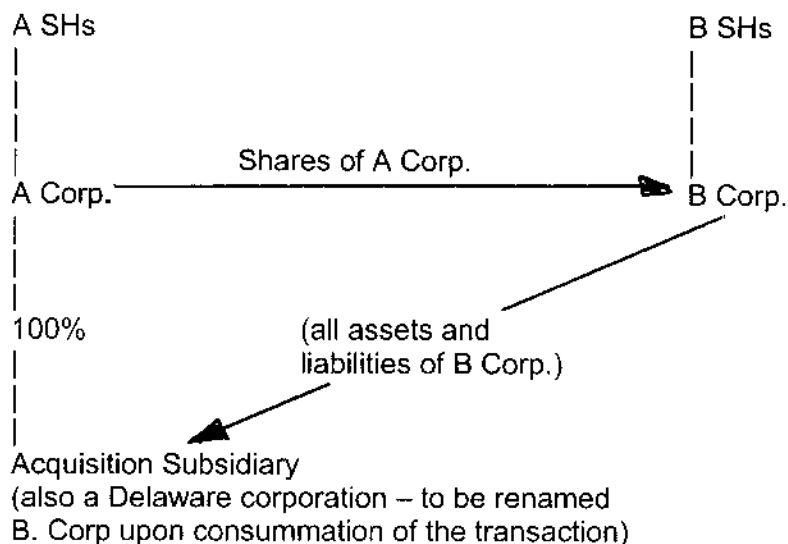 A SHs
B SHs
Shares of A Corp.
A Corp.
B Corp.
100%
(all assets and
liabilities of B Corp.)
Acquisition Subsidiary
(also a Delaware corporation – to be renamed
B. Corp upon consummation of the transaction)